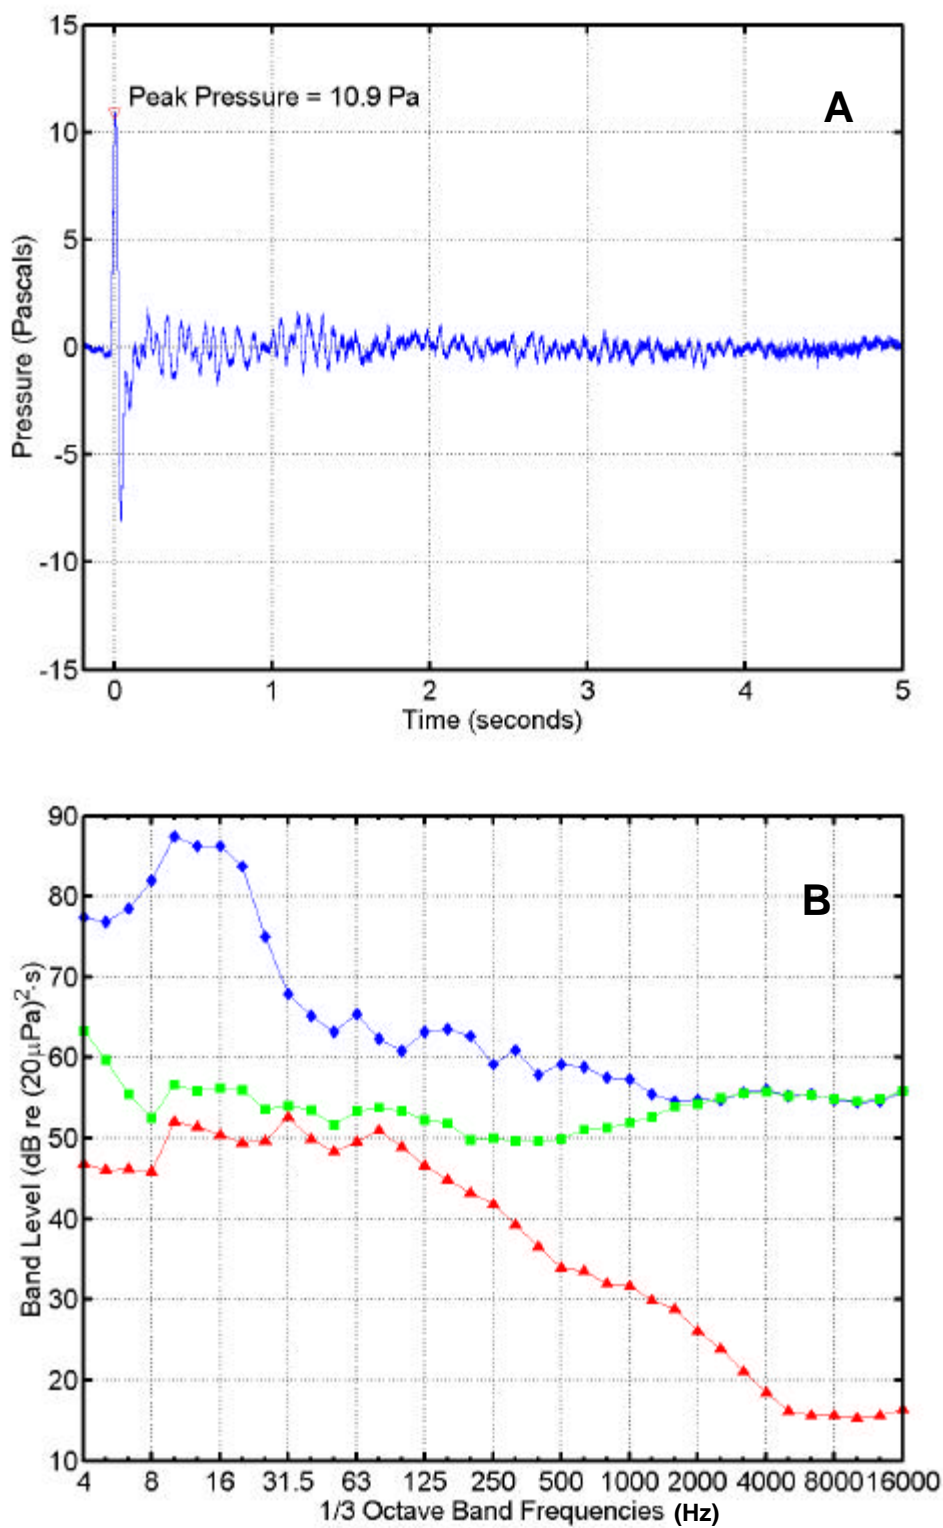 15
Peak Pressure = 10.9 Pa
A
10
5
0
-5
-10
-15
Pressure (Pascals)
0 1 2 3 4 5
Time (seconds)
90
B
80
70
60
50
40
30
20
10
Band Level (dB re (20μPa)²·s)
4 8 16 31.5 63 125 250 500 1000 2000 4000 8000 16000
1/3 Octave Band Frequencies (Hz)